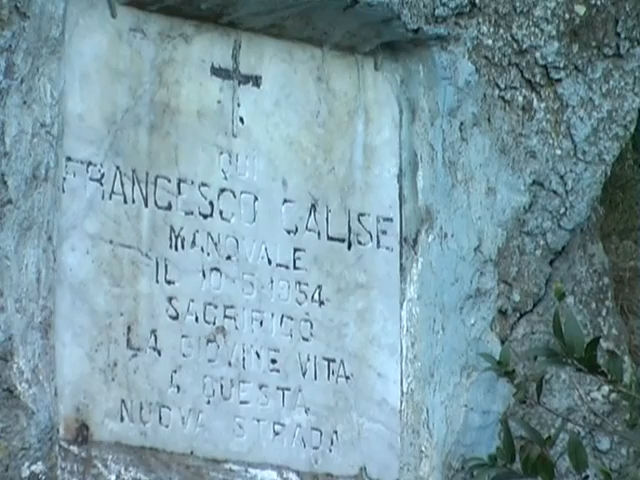 QUI
FRANCESCO CALISE
MANOVALE
IL 10-5-1954
SACRIFICÒ
LA GIOVINE VITA
A QUESTA
NUOVA STRADA